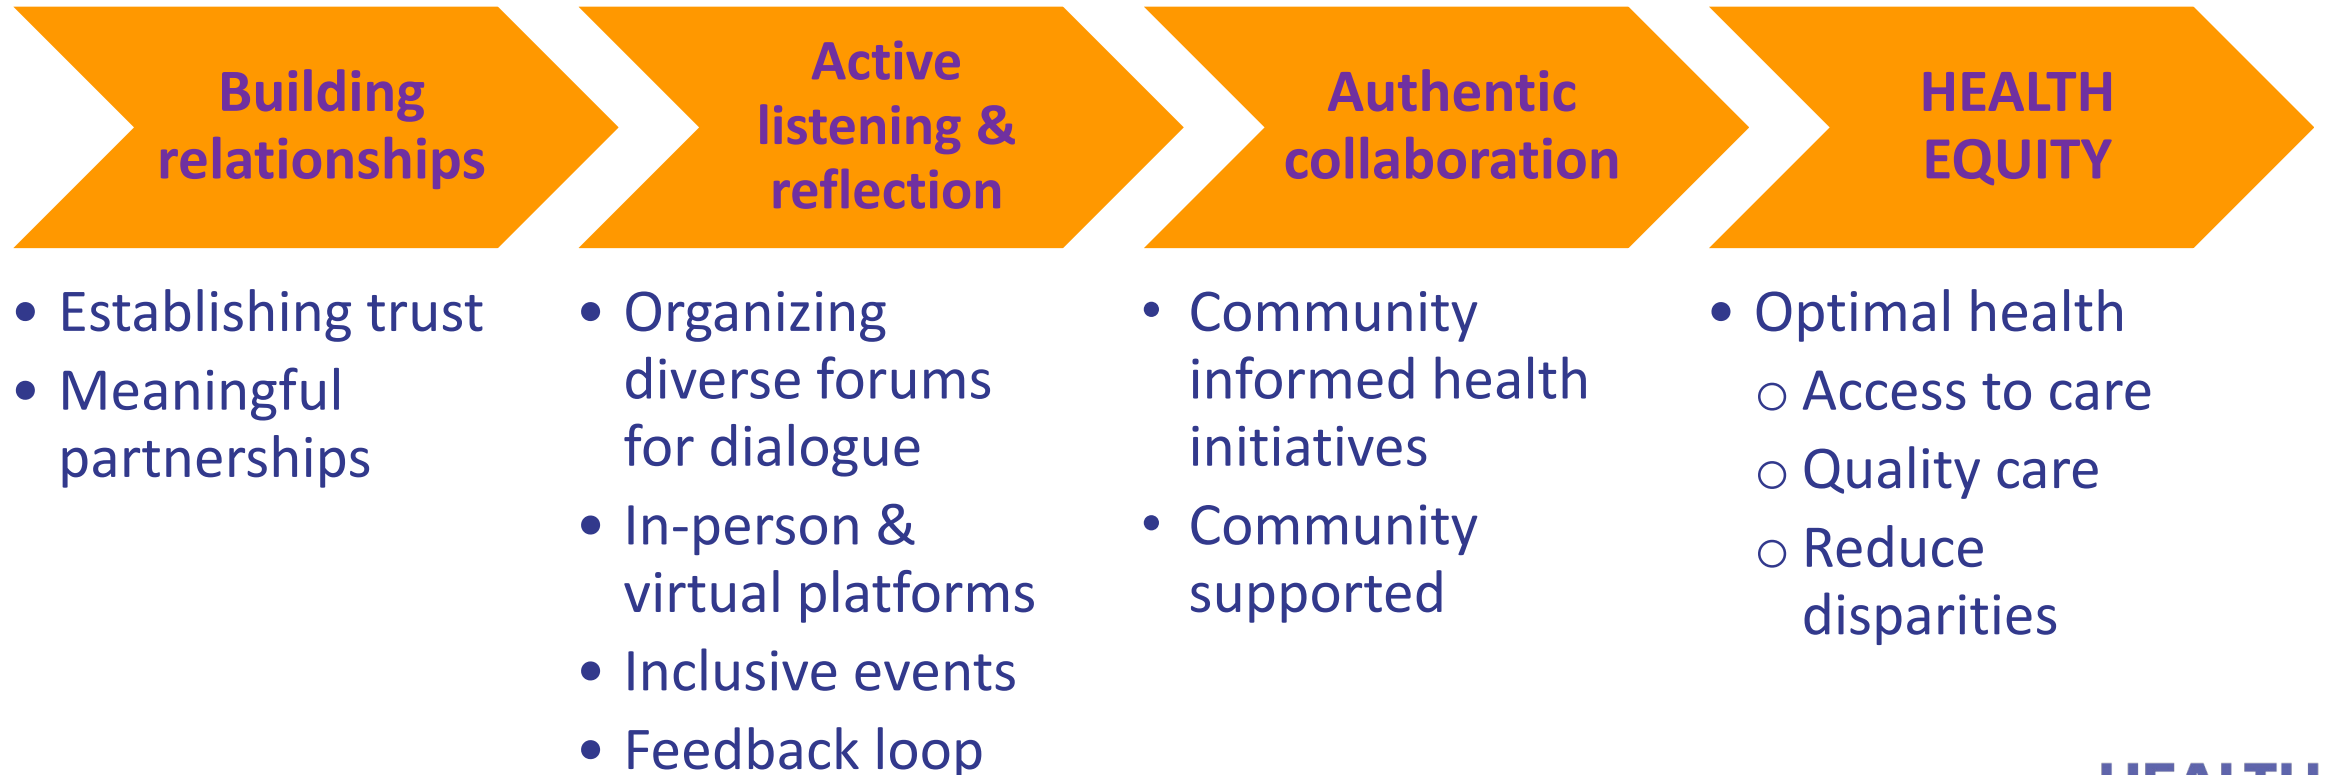 Building
relationships
• Establishing trust
• Meaningful
partnerships
Active
listening &
reflection
• Organizing
diverse forums
for dialogue
• In-person &
virtual platforms
• Inclusive events
• Feedback loop
Authentic
collaboration
• Community
informed health
initiatives
• Community
supported
HEALTH
EQUITY
• Optimal health
o Access to care
o Quality care
o Reduce
disparities
HEALTH